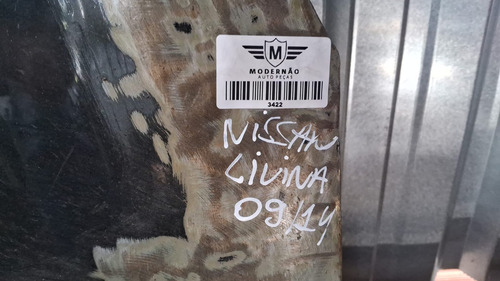 M
MODERNÃO
AUTO PEÇAS
3422
NISSAN
LIVINA
09/14